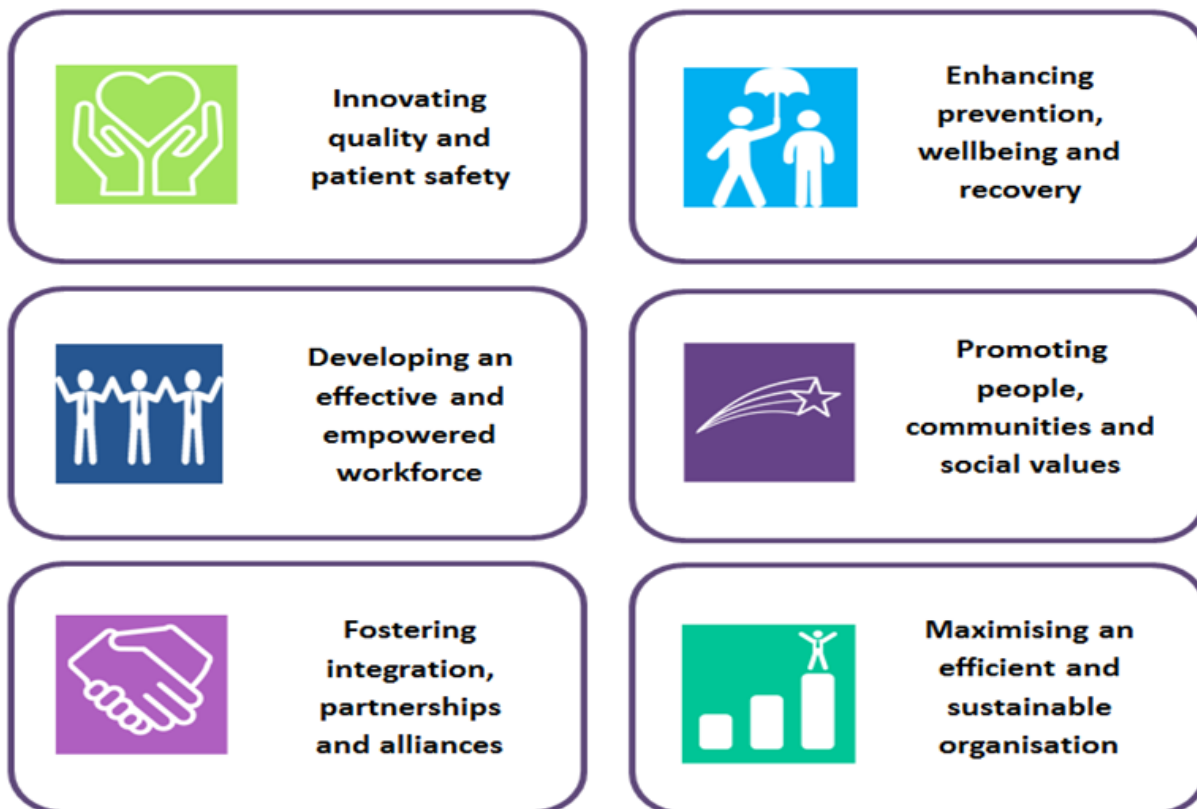 Innovating
quality and
patient safety
Enhancing
prevention,
wellbeing and
recovery
Developing an
effective and
empowered
workforce
Promoting
people,
communities and
social values
Fostering
integration,
partnerships
and alliances
Maximising an
efficient and
sustainable
organisation